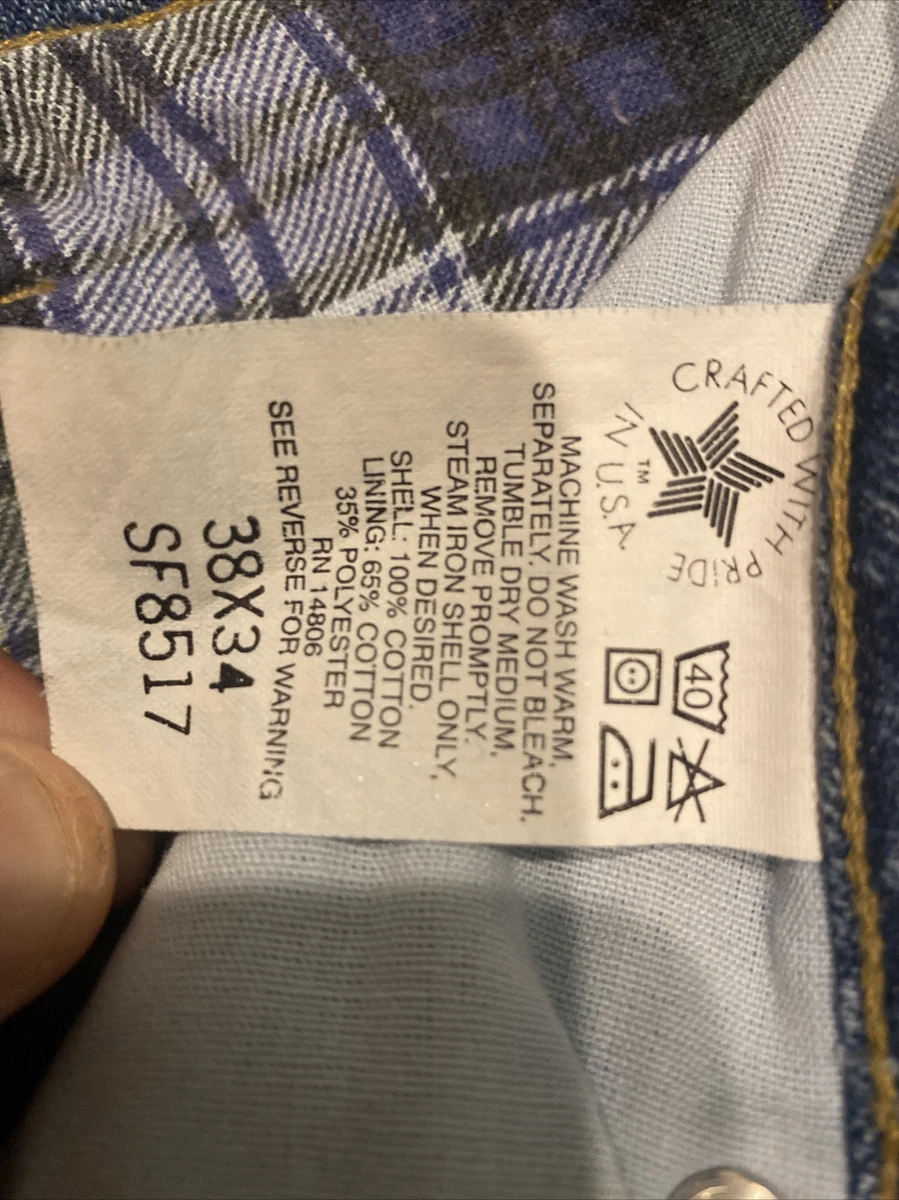 CRAFTED WITH PRIDE
IN U.S.A.
TM
40
MACHINE WASH WARM,
SEPARATELY. DO NOT BLEACH.
TUMBLE DRY MEDIUM,
REMOVE PROMPTLY.
STEAM IRON SHELL ONLY,
WHEN DESIRED.
SHELL: 100% COTTON
LINING: 65% COTTON
35% POLYESTER
RN 14806
SEE REVERSE FOR WARNING
38X34
SF8517